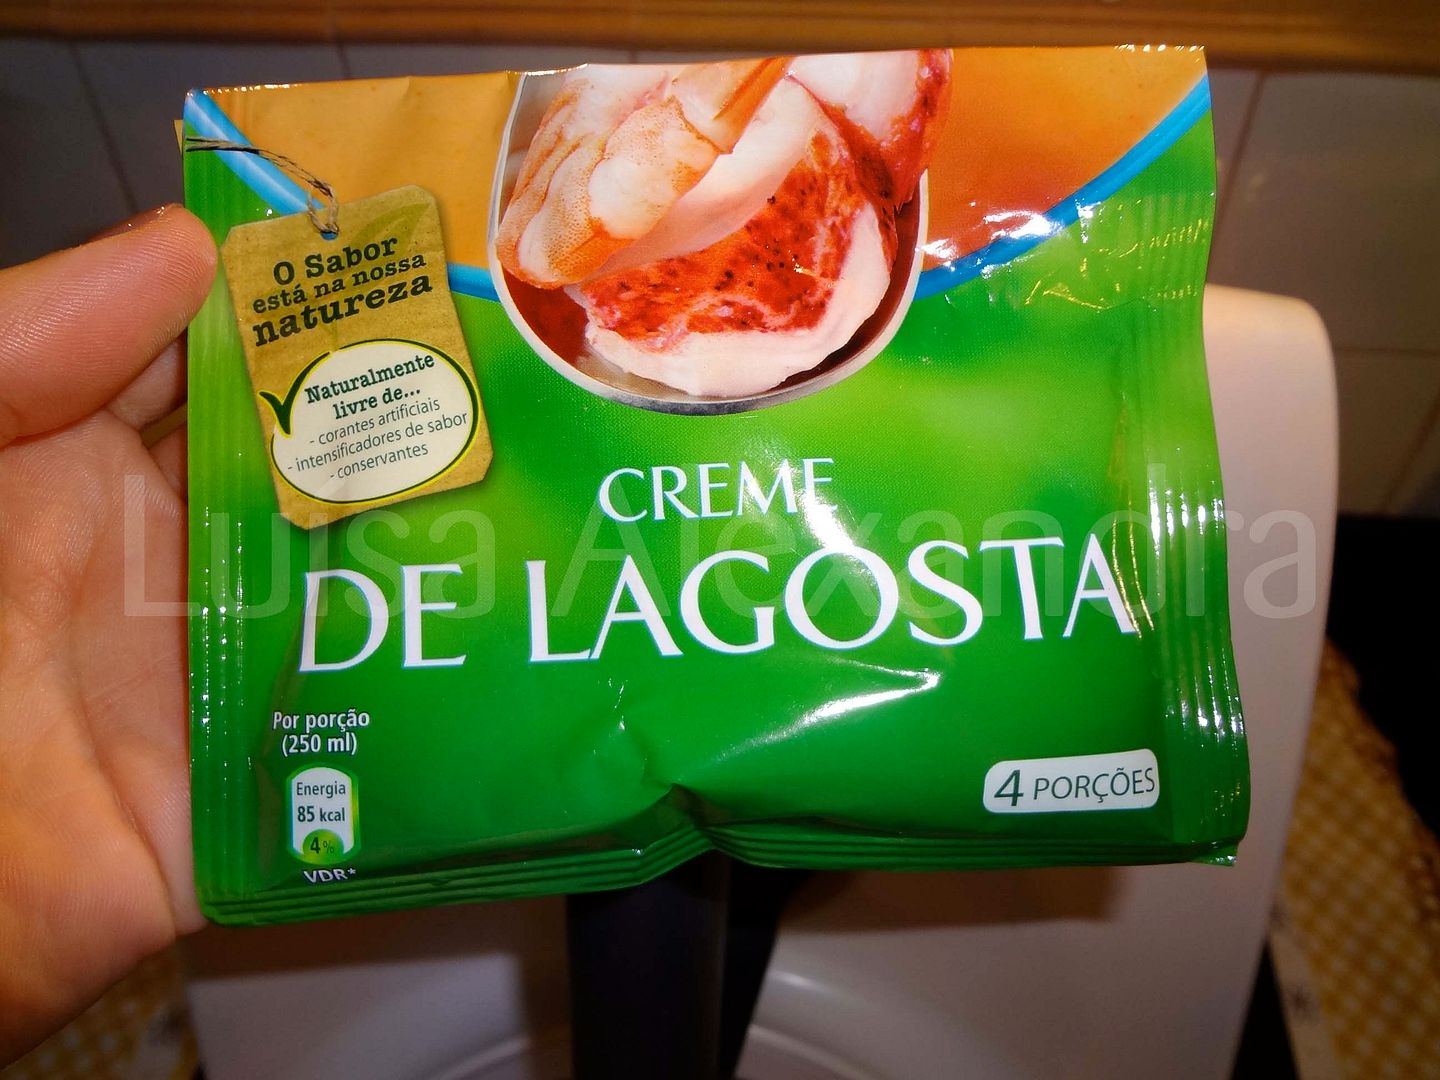 O Sabor
está na nossa
natureza
Naturalmente
livre de...
- corantes artificiais
- intensificadores de sabor
- conservantes
CREME
DE LAGOSTA
Luisa Alexandra
Por porção
(250 ml)
Energia
85 kcal
4%
VDR*
4 PORÇÕES